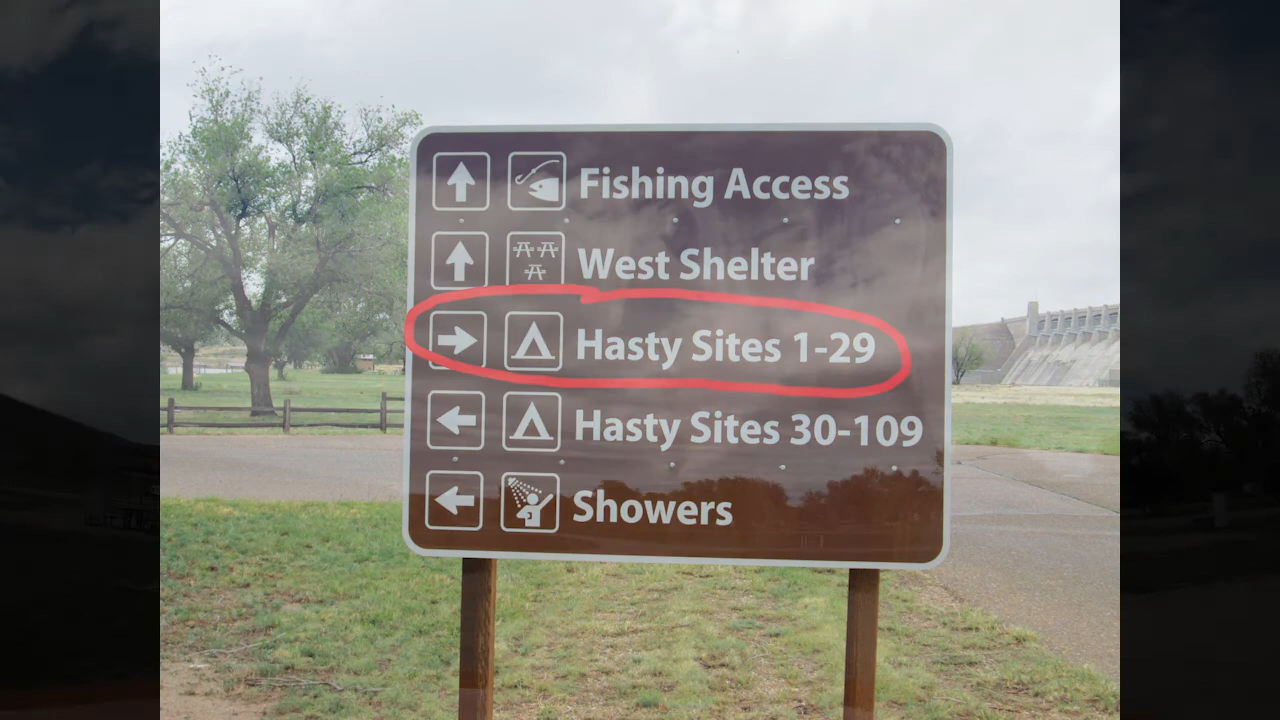 Fishing Access
West Shelter
Hasty Sites 1-29
Hasty Sites 30-109
Showers